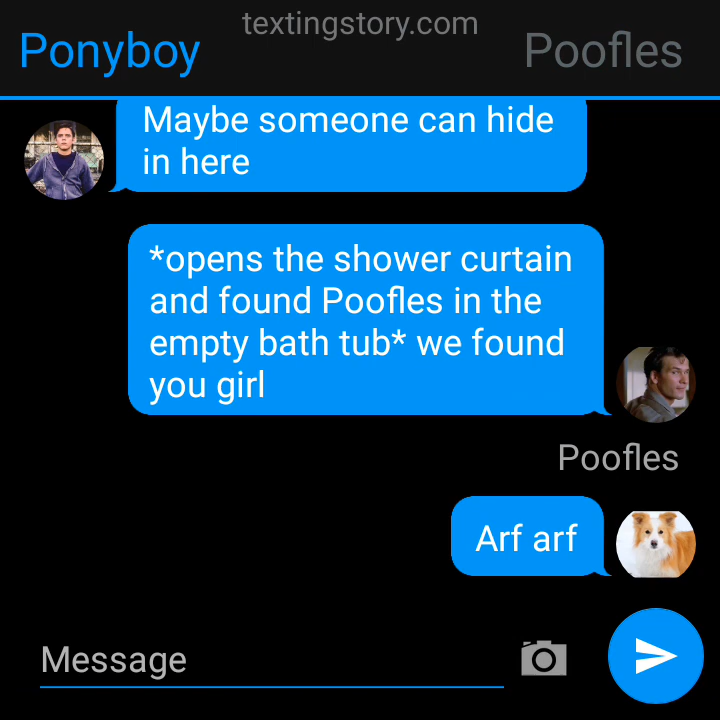 textingstory.com
Ponyboy
Poofles
Maybe someone can hide
in here
*opens the shower curtain
and found Poofles in the
empty bath tub* we found
you girl
Poofles
Arf arf
Message